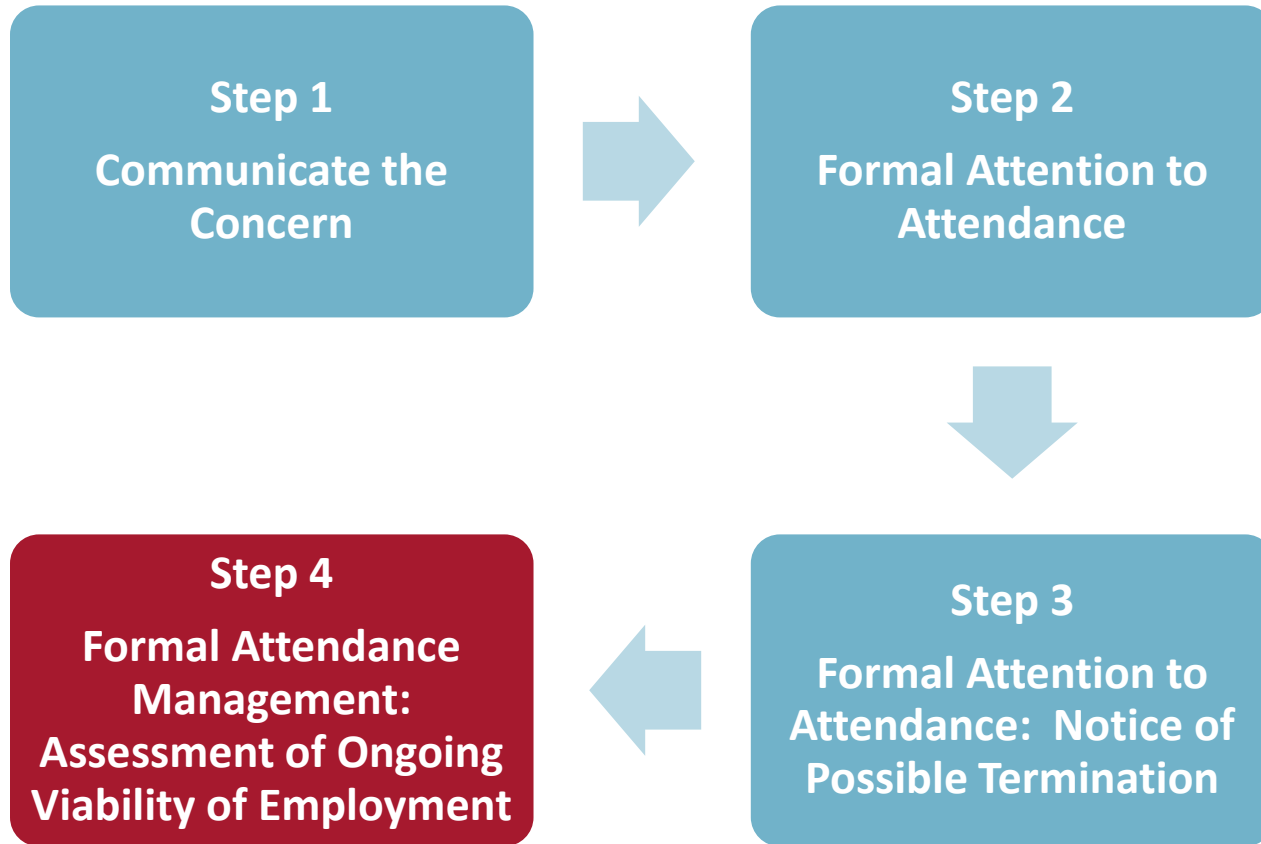 Step 1
Communicate the
Concern
Step 2
Formal Attention to
Attendance
Step 3
Formal Attention to
Attendance:  Notice of
Possible Termination
Step 4
Formal Attendance
Management:
Assessment of Ongoing
Viability of Employment